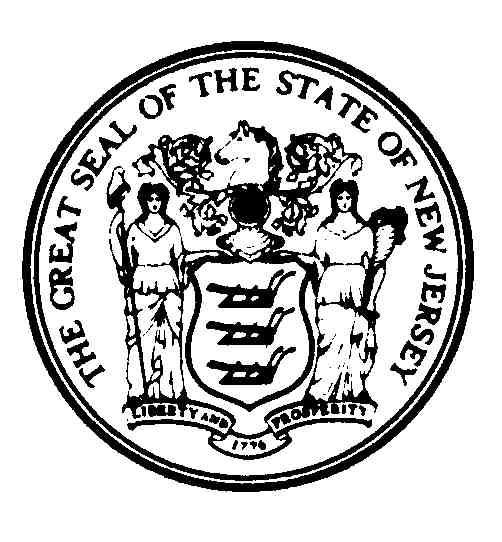 THE GREAT SEAL OF THE STATE OF NEW JERSEY
LIBERTY AND PROSPERITY
1776